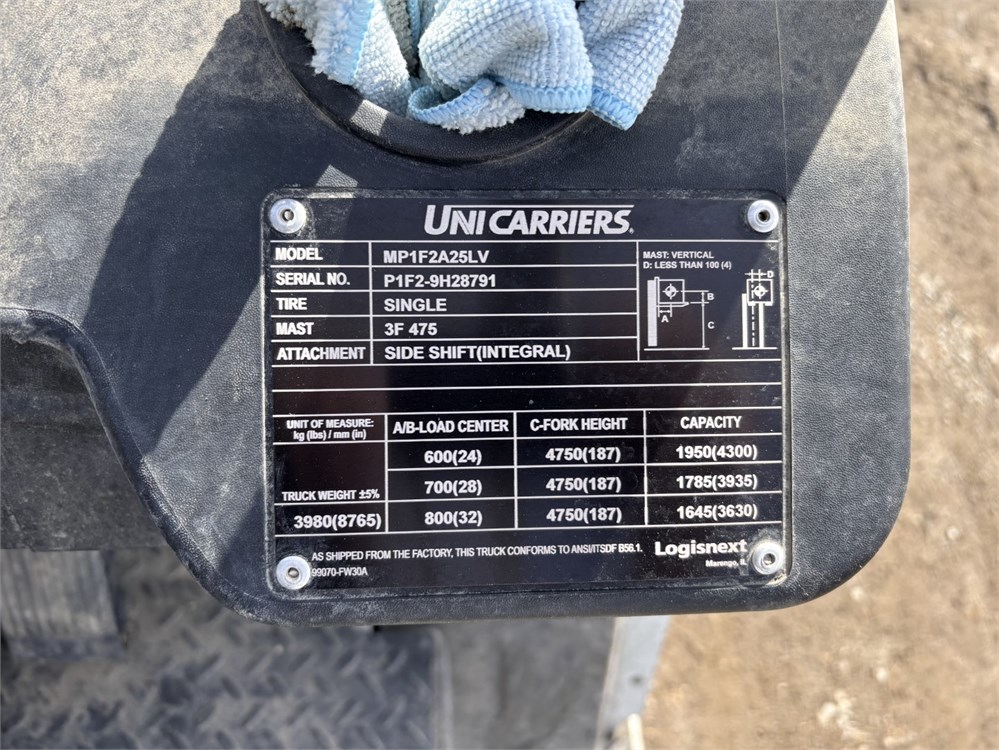 UNICARRIERS®
MODEL MP1F2A25LV
SERIAL NO. P1F2-9H28791
TIRE SINGLE
MAST 3F 475
ATTACHMENT SIDE SHIFT(INTEGRAL)
MAST: VERTICAL
D: LESS THAN 100 (4)
D
B
A
C
UNIT OF MEASURE:
kg (lbs) / mm (in)
A/B-LOAD CENTER C-FORK HEIGHT CAPACITY
600(24) 4750(187) 1950(4300)
700(28) 4750(187) 1785(3935)
TRUCK WEIGHT ±5%
3980(8765) 800(32) 4750(187) 1645(3630)
AS SHIPPED FROM THE FACTORY, THIS TRUCK CONFORMS TO ANSI/ITSDF B56.1.
99070-FW30A
Logisnext
Marengo, IL